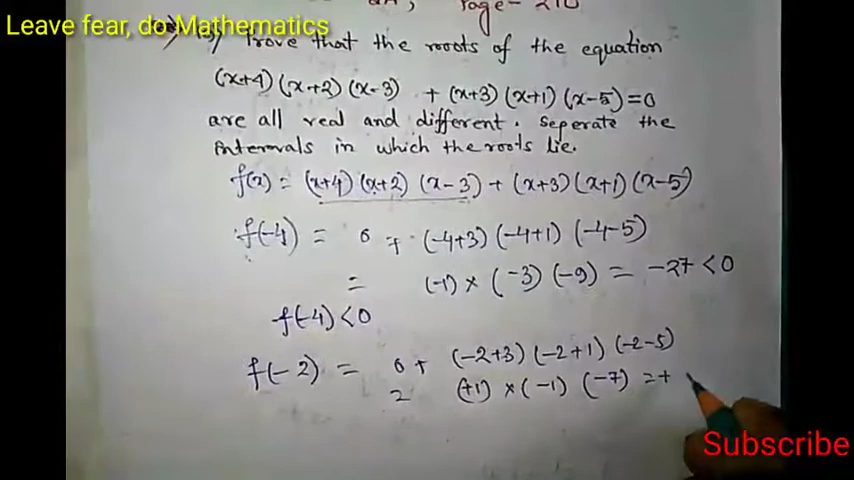 Page - 210
Leave fear, do Mathematics
Prove that the roots of the equation
(x+4) (x+2) (x-3) + (x+3) (x+1) (x-5) = 0
are all real and different. Seperate the
intervals in which the roots lie.
f(x) = (x+4) (x+2) (x-3) + (x+3) (x+1) (x-5)
f(-4) = 0 + (-4+3) (-4+1) (-4-5)
= (-1) × (-3) (-9) = -27 < 0
f(-4) < 0
f(-2) = 0 + (-2+3) (-2+1) (-2-5)
= (+1) × (-1) (-7) = +
Subscribe